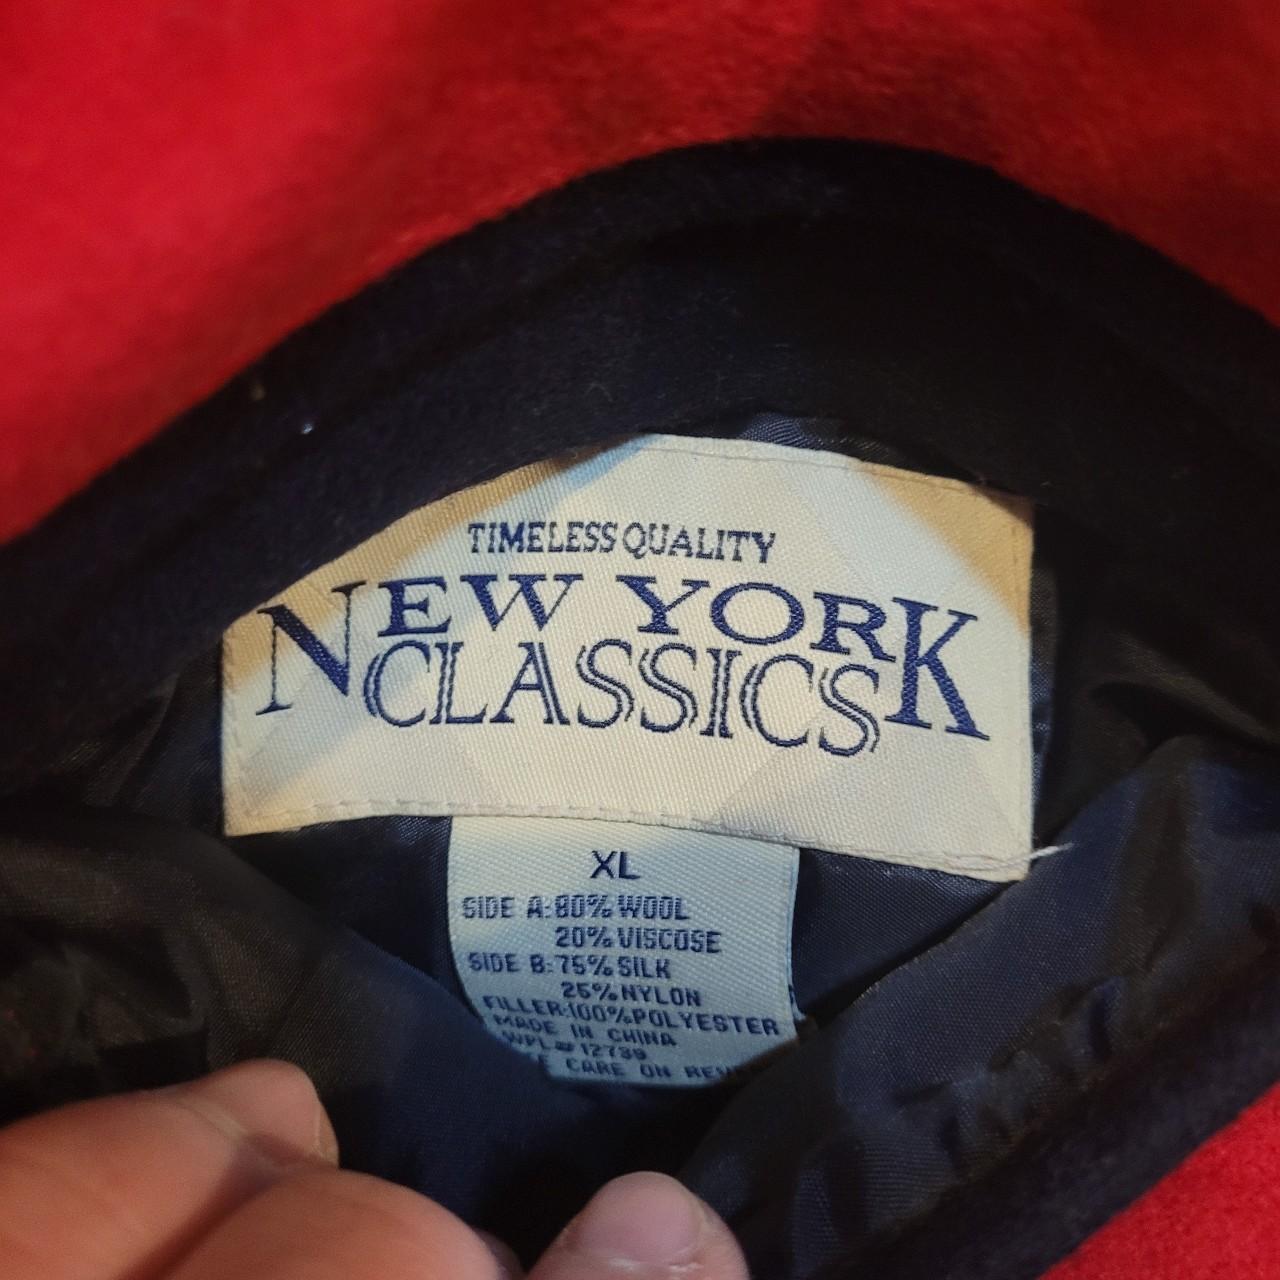 TIMELESS QUALITY
NEW YORK
CLASSICS
XL
SIDE A:80% WOOL
20% VISCOSE
SIDE B:75% SILK
25% NYLON
FILLER:100% POLYESTER
MADE IN CHINA
WPL# 12739
CARE ON